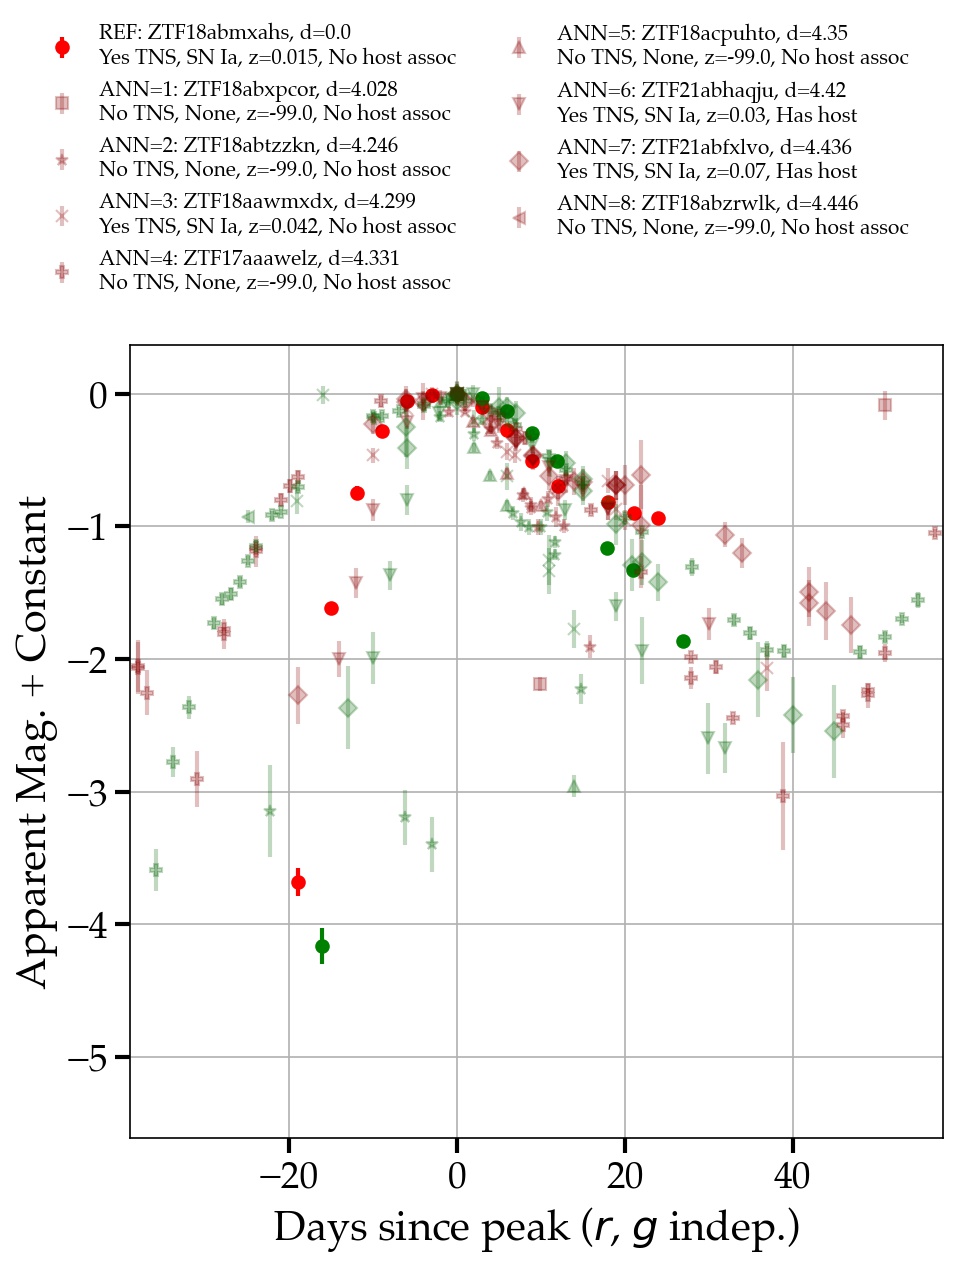 REF: ZTF18abmxahs, d=0.0
Yes TNS, SN Ia, z=0.015, No host assoc
ANN=1: ZTF18abxpcor, d=4.028
No TNS, None, z=-99.0, No host assoc
ANN=2: ZTF18abtzzkn, d=4.246
No TNS, None, z=-99.0, No host assoc
ANN=3: ZTF18aawmxdx, d=4.299
Yes TNS, SN Ia, z=0.042, No host assoc
ANN=4: ZTF17aaawelz, d=4.331
No TNS, None, z=-99.0, No host assoc
ANN=5: ZTF18acpuhto, d=4.35
No TNS, None, z=-99.0, No host assoc
ANN=6: ZTF21abhaqju, d=4.42
Yes TNS, SN Ia, z=0.03, Has host
ANN=7: ZTF21abfxlvo, d=4.436
Yes TNS, SN Ia, z=0.07, Has host
ANN=8: ZTF18abzrwlk, d=4.446
No TNS, None, z=-99.0, No host assoc
Apparent Mag. + Constant
0
−1
−2
−3
−4
−5
−20 0 20 40
Days since peak (r, g indep.)